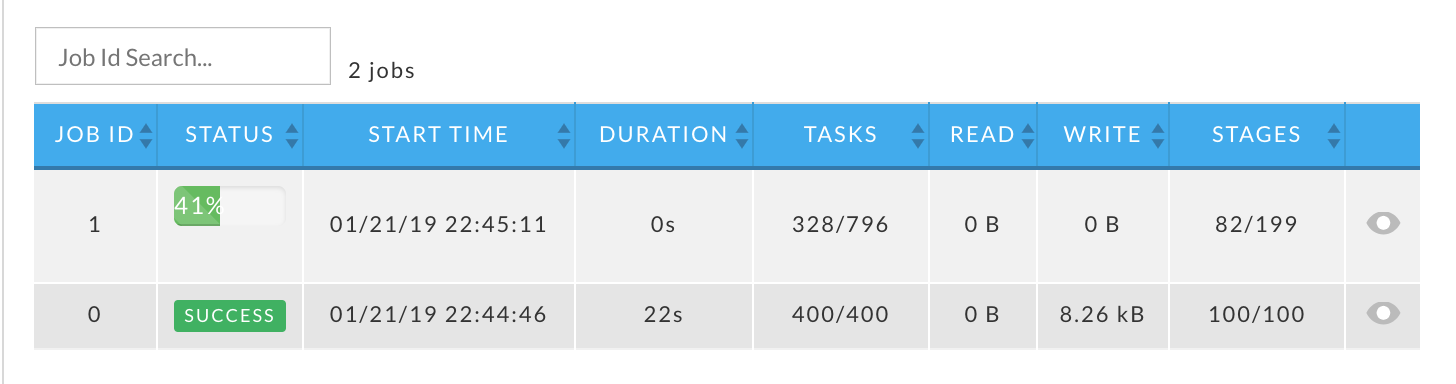 Job Id Search...
2 jobs
JOB ID STATUS START TIME DURATION TASKS READ WRITE STAGES
1 41% 01/21/19 22:45:11 0s 328/796 0 B 0 B 82/199
0 SUCCESS 01/21/19 22:44:46 22s 400/400 0 B 8.26 kB 100/100